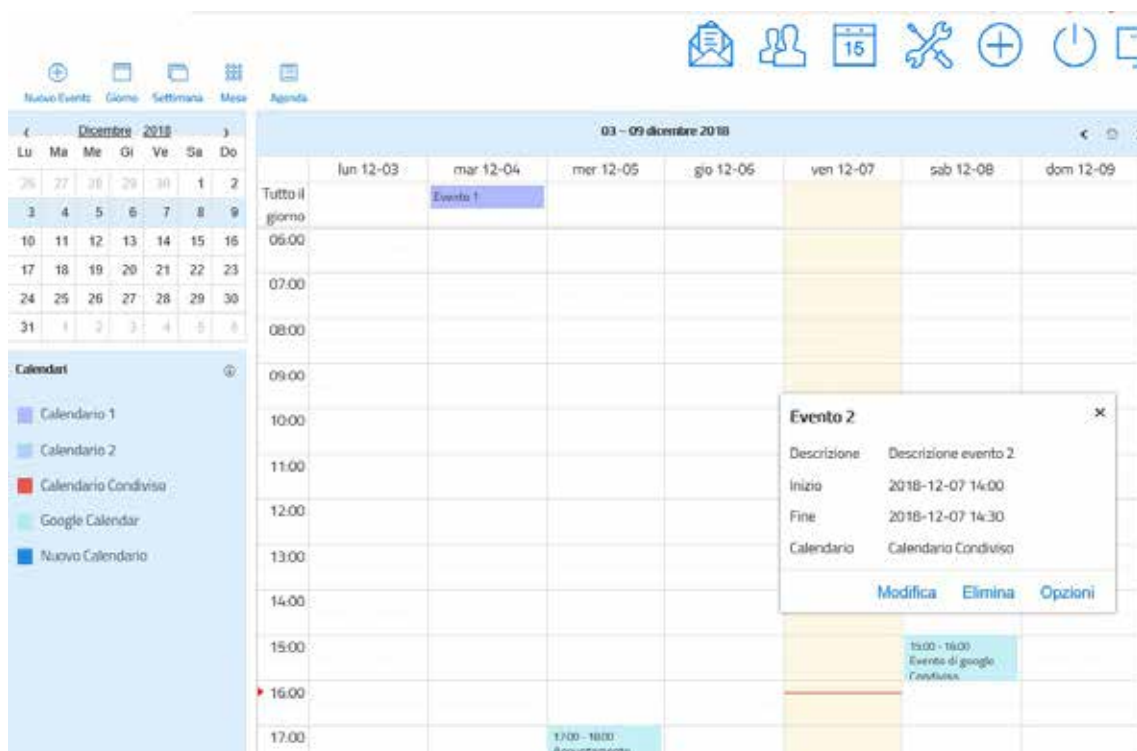 15
Nuovo Evento Giorno Settimana Mese Agenda
Dicembre 2018
Lu Ma Me Gi Ve Sa Do
26 27 28 29 30 1 2
3 4 5 6 7 8 9
10 11 12 13 14 15 16
17 18 19 20 21 22 23
24 25 26 27 28 29 30
31 1 2 3 4 5 6
Calendari
Calendario 1
Calendario 2
Calendario Condiviso
Google Calendar
Nuovo Calendario
03 – 09 dicembre 2018
lun 12-03 mar 12-04 mer 12-05 gio 12-06 ven 12-07 sab 12-08 dom 12-09
Tutto il
giorno
Evento 1
06:00
07:00
08:00
09:00
10:00
11:00
12:00
13:00
14:00
15:00
16:00
17:00
Evento 2
Descrizione Descrizione evento 2
Inizio 2018-12-07 14:00
Fine 2018-12-07 14:30
Calendario Calendario Condiviso
Modifica Elimina Opzioni
15:00 - 16:00
Evento di google
Condiviso
17:00 - 18:00
Appuntamento